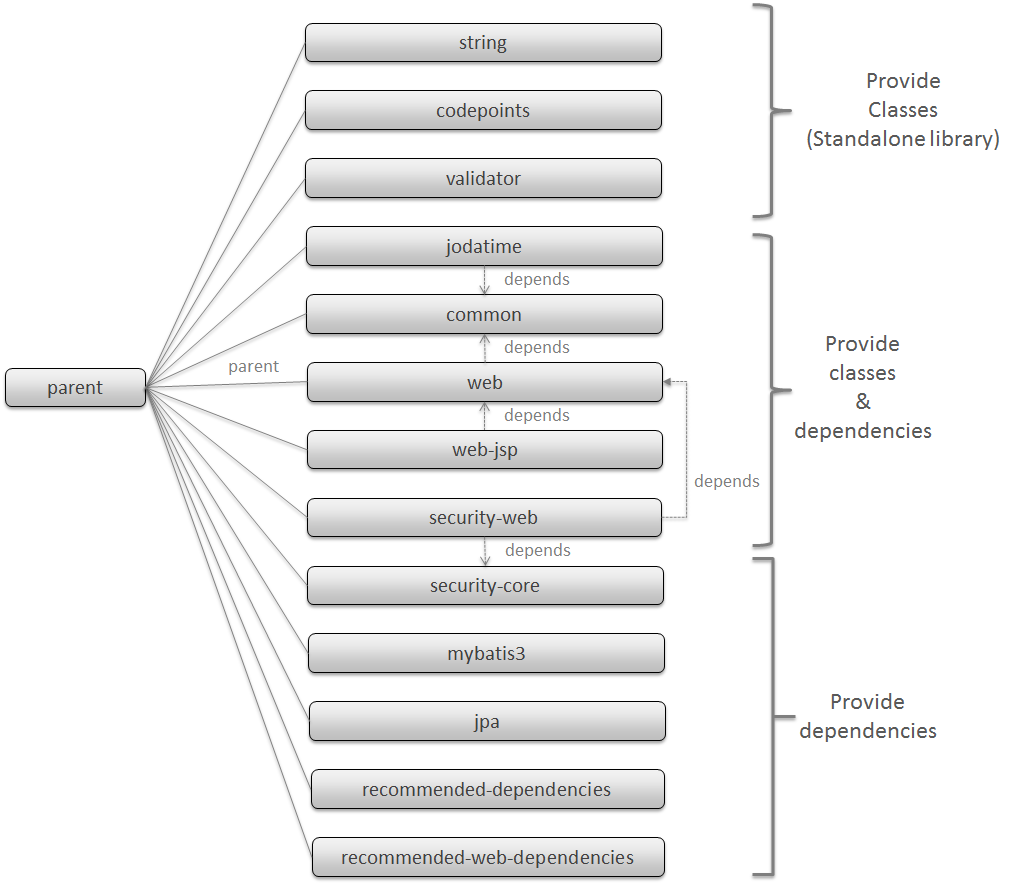 string
codepoints
validator
Provide
Classes
(Standalone library)
jodatime
depends
common
depends
parent
web
depends
web-jsp
depends
security-web
Provide
classes
&
dependencies
parent
depends
security-core
mybatis3
jpa
recommended-dependencies
recommended-web-dependencies
Provide
dependencies